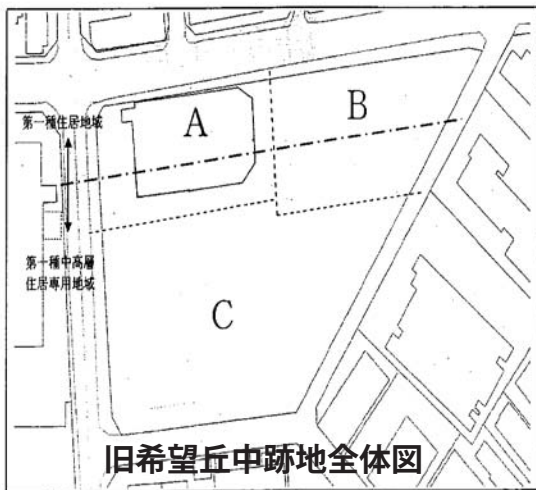 第一種住居地域
A
B
第一種中高層
住居専用地域
C
旧希望丘中跡地全体図